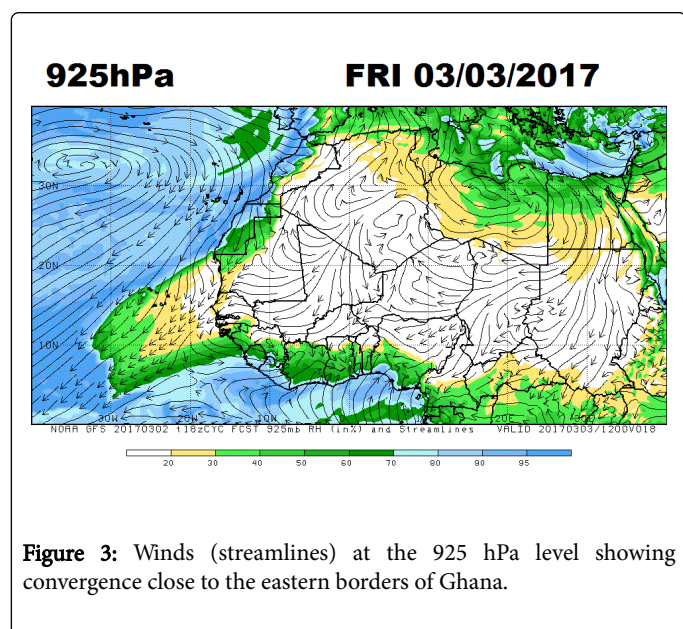 925hPa FRI 03/03/2017
30N
20N
10N
30W 20W 10W 20E
NOAA GFS 20170302 t18zCYC FCST 925mb RH (in%) and Streamlines VALID 20170303/1200V018
20 30 40 50 60 70 80 90 95
Figure 3: Winds (streamlines) at the 925 hPa level showing
convergence close to the eastern borders of Ghana.